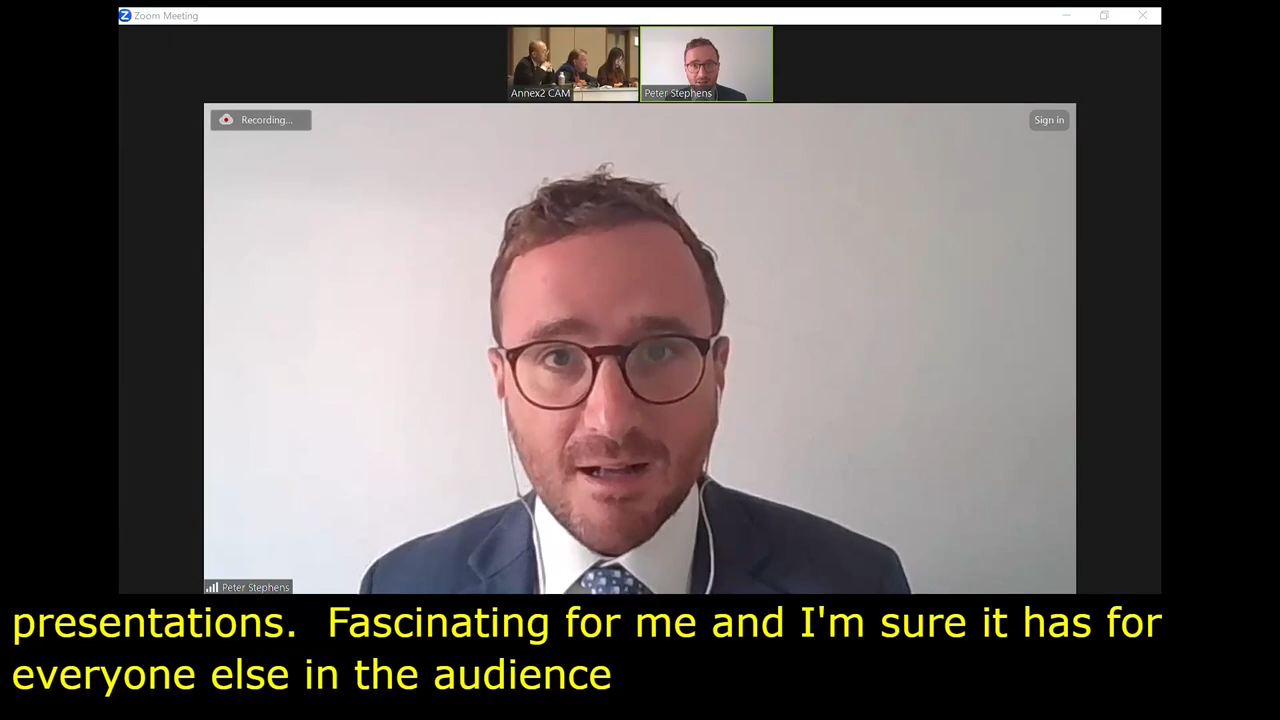 Zoom Meeting
Annex2 CAM
Peter Stephens
Recording...
Sign in
Peter Stephens
presentations.  Fascinating for me and I'm sure it has for
everyone else in the audience